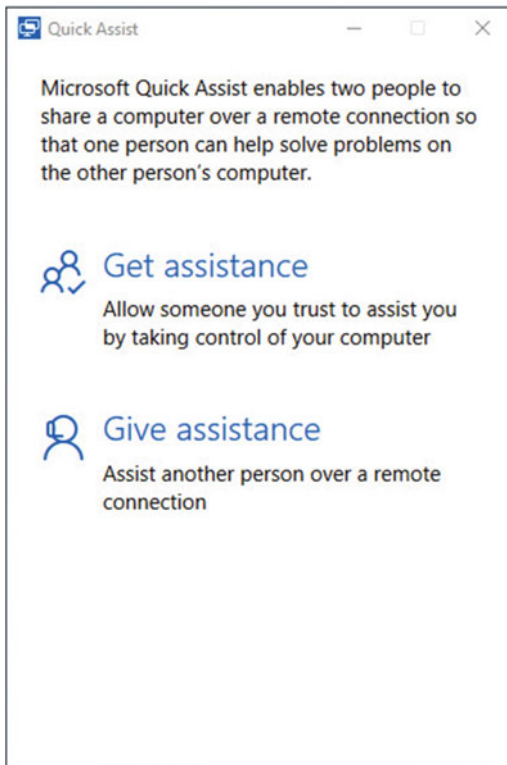 Quick Assist
Microsoft Quick Assist enables two people to
share a computer over a remote connection so
that one person can help solve problems on
the other person's computer.
Get assistance
Allow someone you trust to assist you
by taking control of your computer
Give assistance
Assist another person over a remote
connection